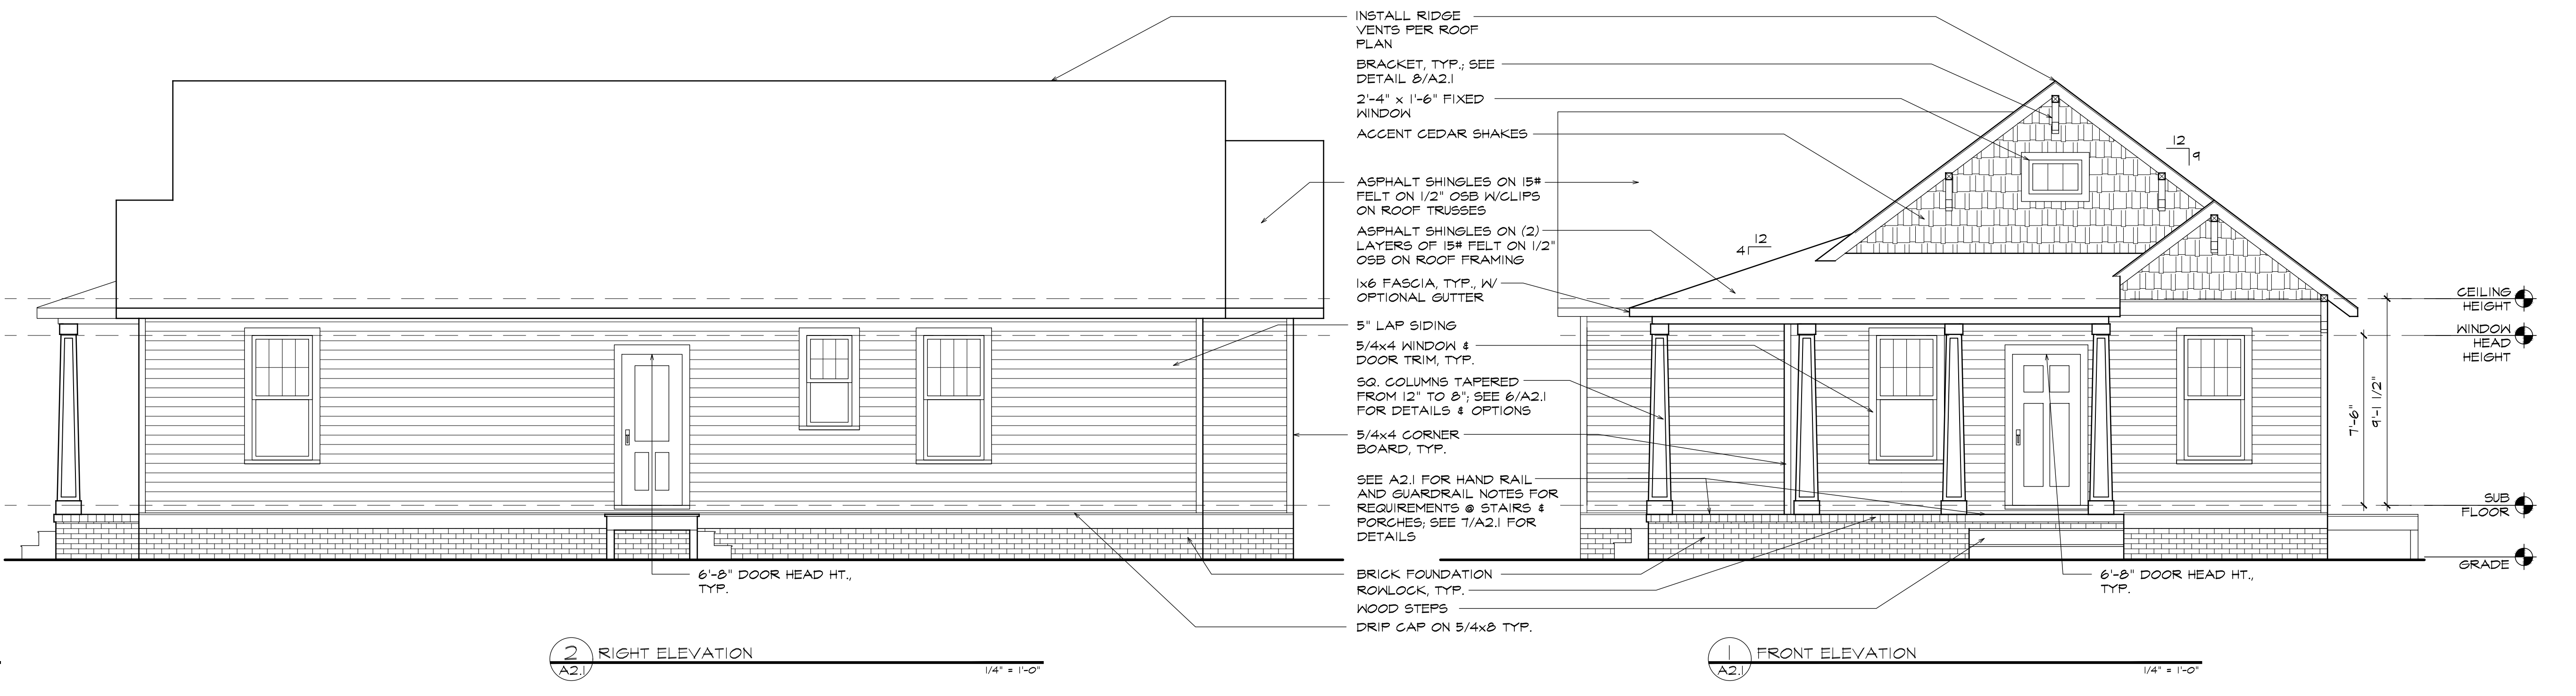 INSTALL RIDGE
VENTS PER ROOF
PLAN
BRACKET, TYP.; SEE
DETAIL 8/A2.1
2'-4" x 1'-6" FIXED
WINDOW
ACCENT CEDAR SHAKES
ASPHALT SHINGLES ON 15#
FELT ON 1/2" OSB W/CLIPS
ON ROOF TRUSSES
ASPHALT SHINGLES ON (2)
LAYERS OF 15# FELT ON 1/2"
OSB ON ROOF FRAMING
1x6 FASCIA, TYP., W/
OPTIONAL GUTTER
5" LAP SIDING
5/4x4 WINDOW &
DOOR TRIM, TYP.
SQ. COLUMNS TAPERED
FROM 12" TO 8"; SEE 6/A2.1
FOR DETAILS & OPTIONS
5/4x4 CORNER
BOARD, TYP.
SEE A2.1 FOR HAND RAIL
AND GUARDRAIL NOTES FOR
REQUIREMENTS @ STAIRS &
PORCHES; SEE 7/A2.1 FOR
DETAILS
BRICK FOUNDATION
ROWLOCK, TYP.
WOOD STEPS
DRIP CAP ON 5/4x8 TYP.
12
9
12
4
CEILING
HEIGHT
WINDOW
HEAD
HEIGHT
7'-6"
9'-1 1/2"
SUB
FLOOR
GRADE
6'-8" DOOR HEAD HT.,
TYP.
6'-8" DOOR HEAD HT.,
TYP.
2
A2.1
RIGHT ELEVATION
1/4" = 1'-0"
1
A2.1
FRONT ELEVATION
1/4" = 1'-0"